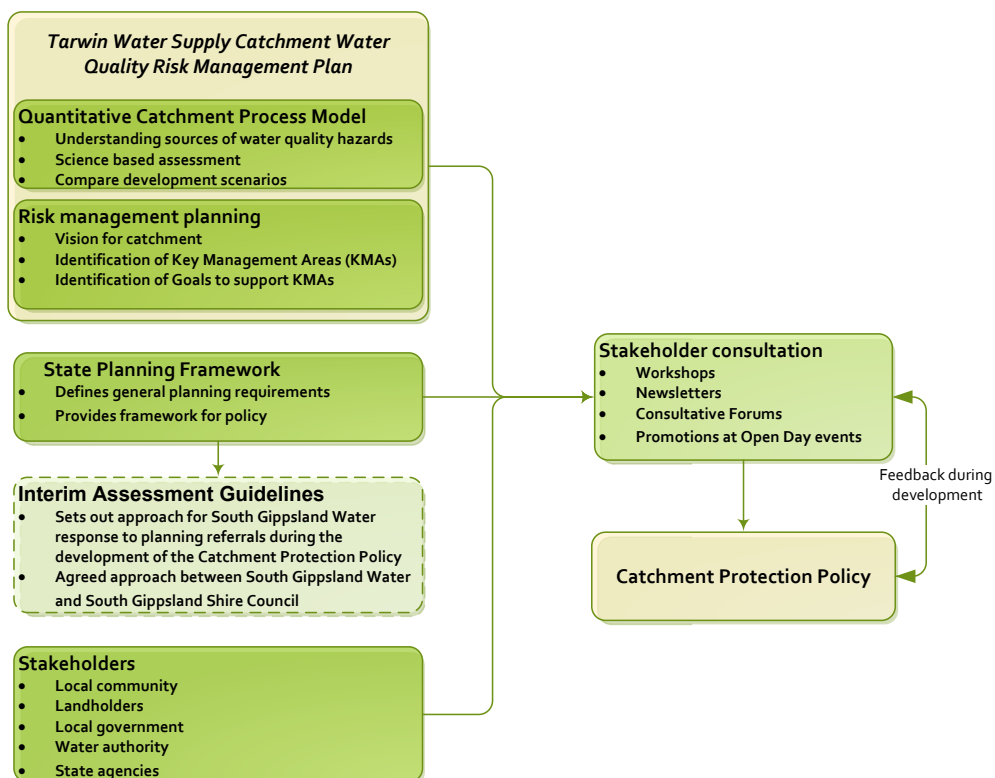 Tarwin Water Supply Catchment Water
Quality Risk Management Plan
Quantitative Catchment Process Model
• Understanding sources of water quality hazards
• Science based assessment
• Compare development scenarios
Risk management planning
• Vision for catchment
• Identification of Key Management Areas (KMAs)
• Identification of Goals to support KMAs
State Planning Framework
• Defines general planning requirements
• Provides framework for policy
Interim Assessment Guidelines
• Sets out approach for South Gippsland Water
response to planning referrals during the
development of the Catchment Protection Policy
• Agreed approach between South Gippsland Water
and South Gippsland Shire Council
Stakeholders
• Local community
• Landholders
• Local government
• Water authority
• State agencies
Stakeholder consultation
• Workshops
• Newsletters
• Consultative Forums
• Promotions at Open Day events
Feedback during
development
Catchment Protection Policy